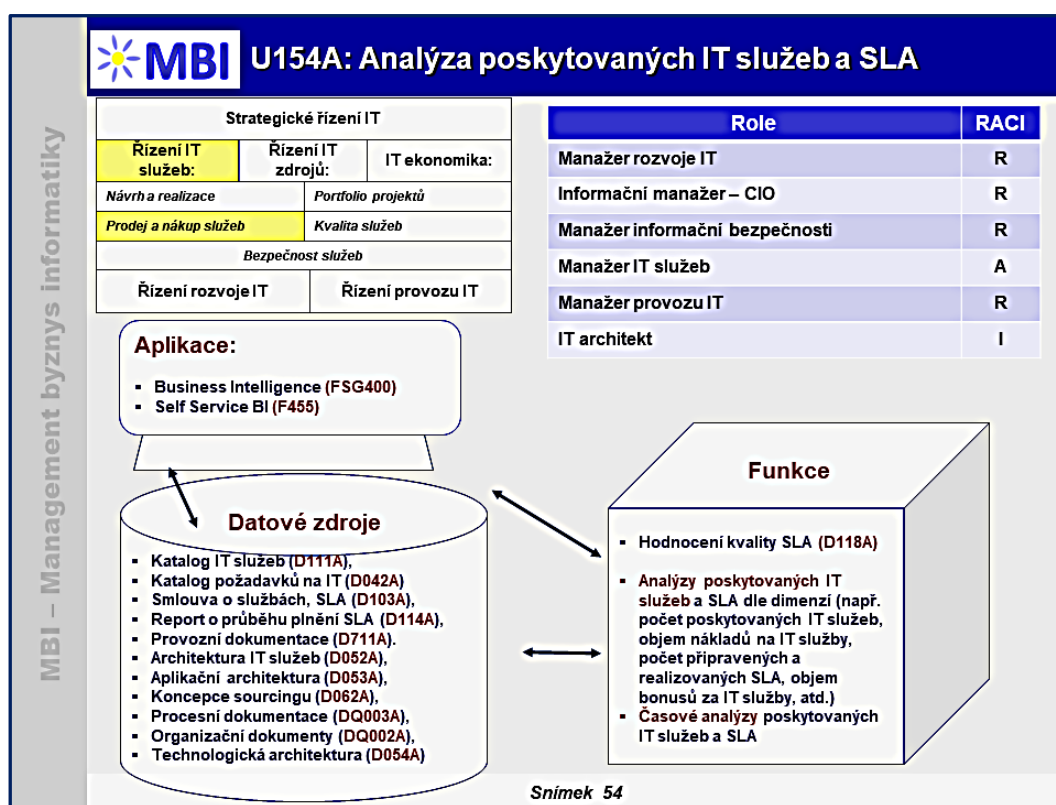 MBI – Management byznys informatiky
MBI
U154A: Analýza poskytovaných IT služeb a SLA
Strategické řízení IT
Řízení IT
služeb:
Řízení IT
zdrojů:
IT ekonomika:
Návrh a realizace
Portfolio projektů
Prodej a nákup služeb
Kvalita služeb
Bezpečnost služeb
Řízení rozvoje IT
Řízení provozu IT
Role RACI
Manažer rozvoje IT R
Informační manažer – CIO R
Manažer informační bezpečnosti R
Manažer IT služeb A
Manažer provozu IT R
IT architekt I
Aplikace:
▪ Business Intelligence (FSG400)
▪ Self Service BI (F455)
Datové zdroje
▪ Katalog IT služeb (D111A),
▪ Katalog požadavků na IT (D042A)
▪ Smlouva o službách, SLA (D103A),
▪ Report o průběhu plnění SLA (D114A),
▪ Provozní dokumentace (D711A).
▪ Architektura IT služeb (D052A),
▪ Aplikační architektura (D053A),
▪ Koncepce sourcingu (D062A),
▪ Procesní dokumentace (DQ003A),
▪ Organizační dokumenty (DQ002A),
▪ Technologická architektura (D054A)
Funkce
▪ Hodnocení kvality SLA (D118A)
▪ Analýzy poskytovaných IT
služeb a SLA dle dimenzí (např.
počet poskytovaných IT služeb,
objem nákladů na IT služby,
počet připravených a
realizovaných SLA, objem
bonusů za IT služby, atd.)
▪ Časové analýzy poskytovaných
IT služeb a SLA
Snímek 54